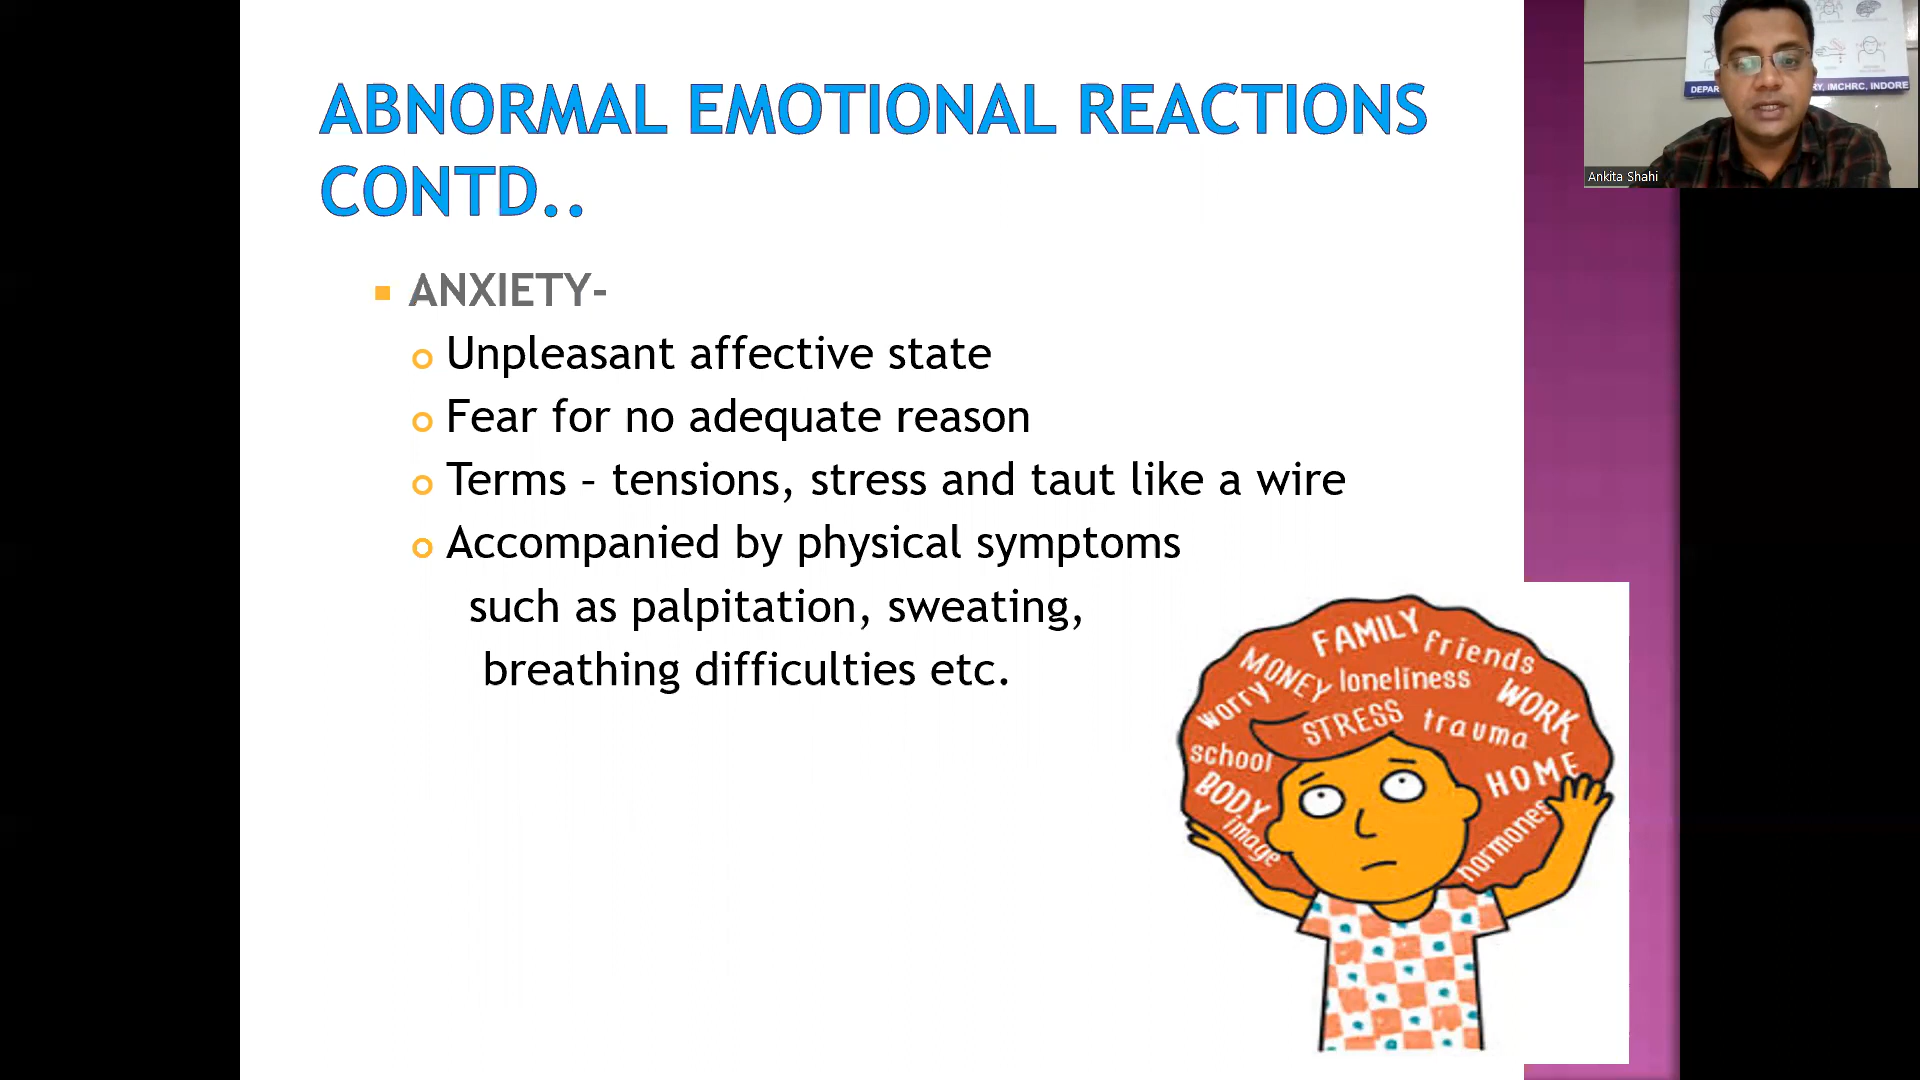 ABNORMAL EMOTIONAL REACTIONS
CONTD..
ANXIETY-
Unpleasant affective state
Fear for no adequate reason
Terms – tensions, stress and taut like a wire
Accompanied by physical symptoms
such as palpitation, sweating,
breathing difficulties etc.
FAMILY
friends
MONEY
loneliness
WORK
worry
STRESS
trauma
school
HOME
BODY
image
hormones
IMCHRC, INDORE
Ankita Shahi